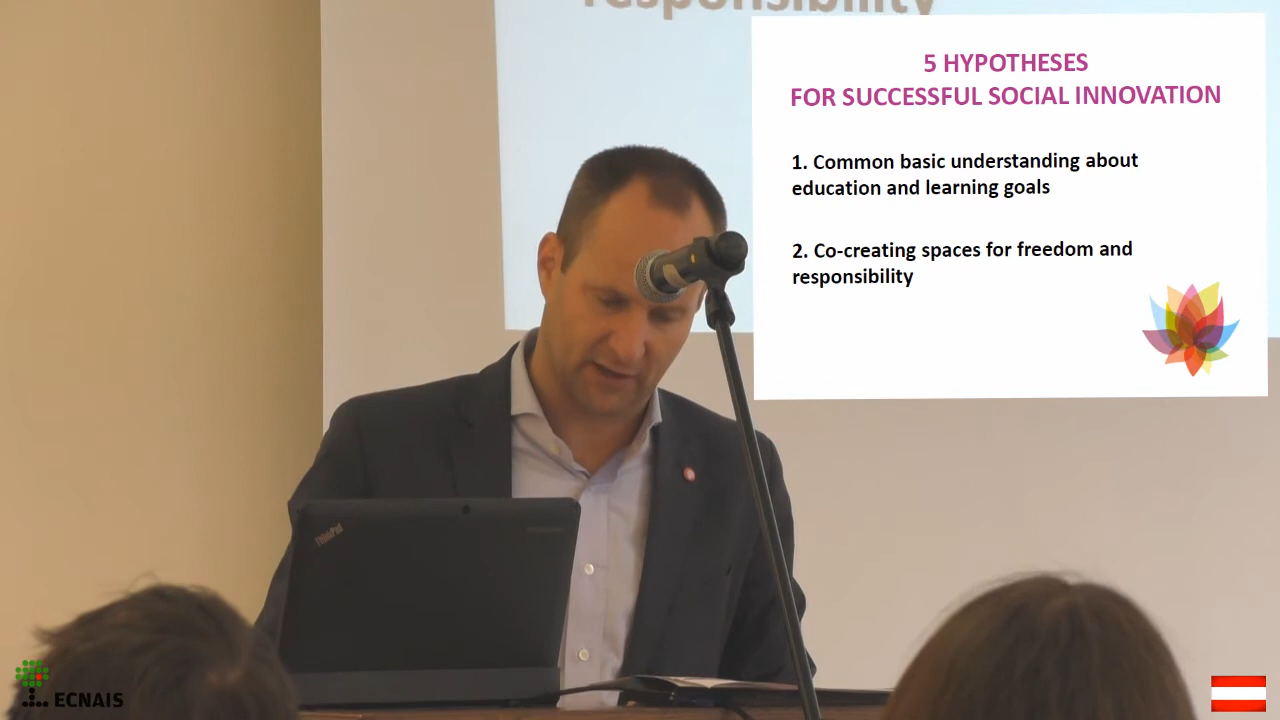 responsibility
5 HYPOTHESES
FOR SUCCESSFUL SOCIAL INNOVATION
1. Common basic understanding about
education and learning goals
2. Co-creating spaces for freedom and
responsibility
ThinkPad
ECNAIS